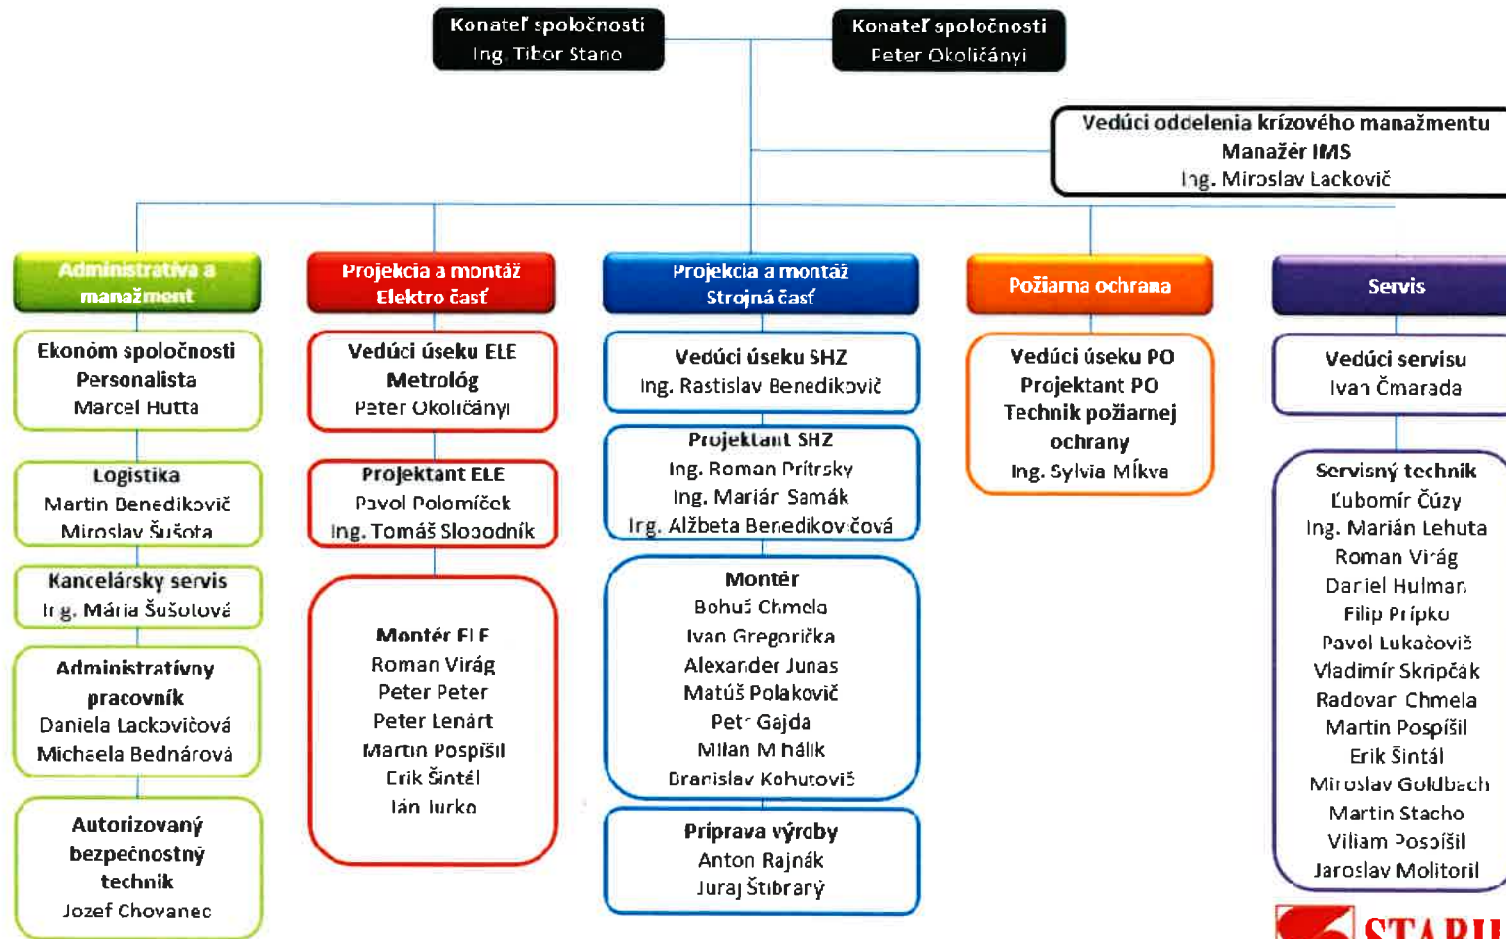 Konateľ spoločnosti
Ing. Tibor Stano
Konateľ spoločnosti
Peter Okoličányi
Vedúci oddelenia krízového manažmentu
Manažér IMS
Ing. Miroslav Lackovič
Administratíva a
manažment
Ekonóm spoločnosti
Personalista
Marcel Hutta
Logistika
Martin Benedikovič
Miroslav Šušota
Kancelársky servis
Ing. Mária Šušotová
Administratívny
pracovník
Daniela Lackovičová
Michaela Bednárová
Autorizovaný
bezpečnostný
technik
Jozef Chovanec
Projekcia a montáž
Elektro časť
Vedúci úseku ELE
Metrológ
Peter Okoličányi
Projektant ELE
Pavol Polomíček
Ing. Tomáš Slobodník
Montér ELE
Roman Virág
Peter Peter
Peter Lenárt
Martin Pospíšil
Erik Šintál
Ján Jurko
Projekcia a montáž
Strojná časť
Vedúci úseku SHZ
Ing. Rastislav Benedikovič
Projektant SHZ
Ing. Roman Prítrsky
Ing. Marián Samák
Ing. Alžbeta Benedikovičová
Montér
Bohuš Chmela
Ivan Gregorička
Alexander Junas
Matúš Polakovič
Petr Gajda
Milan Mihálik
Branislav Kohutovič
Príprava výroby
Anton Rajnák
Juraj Štibraný
Požiarna ochrana
Vedúci úseku PO
Projektant PO
Technik požiarnej
ochrany
Ing. Sylvia Mĺkva
Servis
Vedúci servisu
Ivan Čmarada
Servisný technik
Ľubomír Čúzy
Ing. Marián Lehuta
Roman Virág
Daniel Hulman
Filip Prípko
Pavol Lukačovič
Vladimír Skripčák
Radovan Chmela
Martin Pospíšil
Erik Šintál
Miroslav Goldbach
Martin Stacho
Viliam Pospíšil
Jaroslav Molitoril